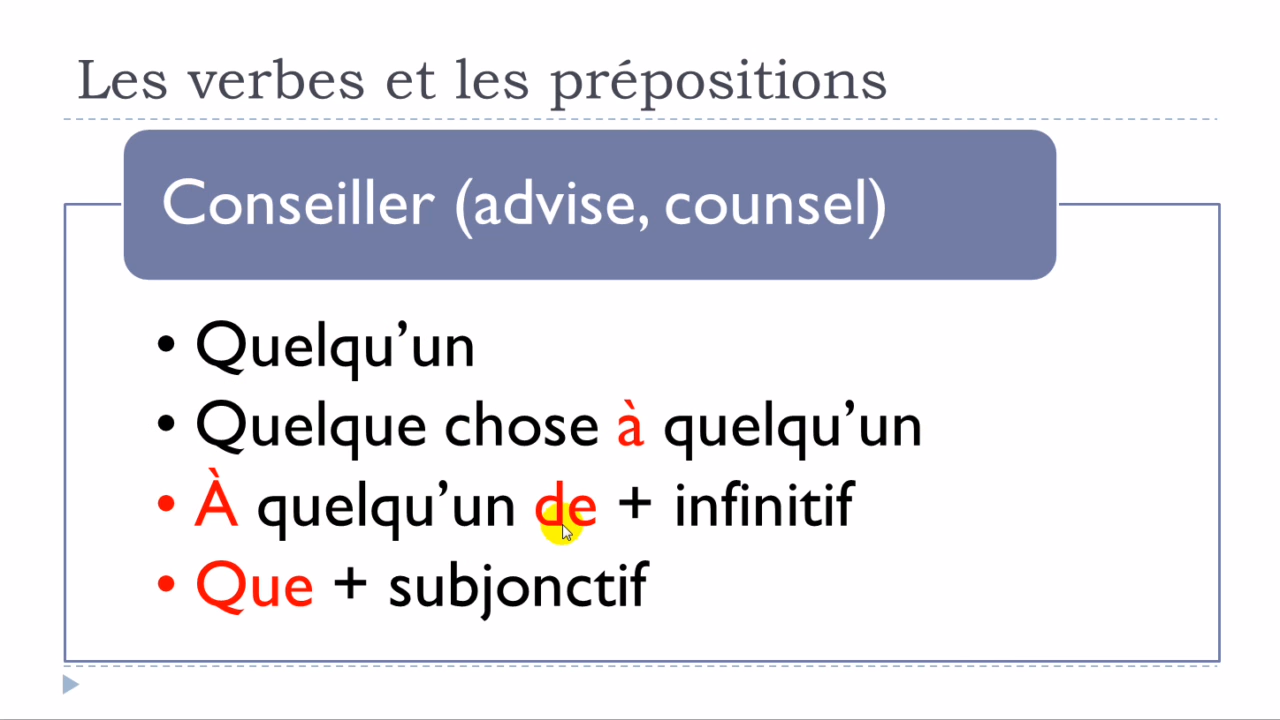 Les verbes et les prépositions
Conseiller (advise, counsel)
• Quelqu’un
• Quelque chose à quelqu’un
• À quelqu’un de + infinitif
• Que + subjonctif